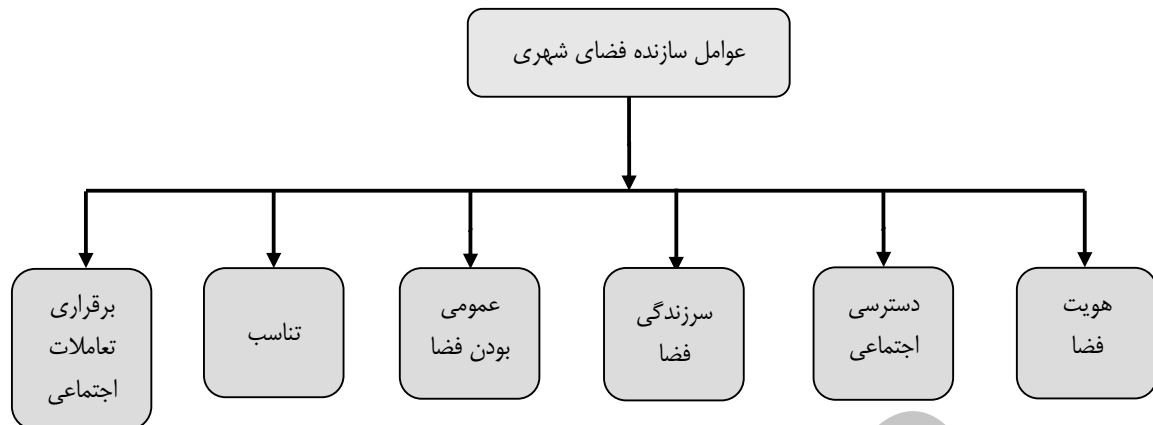 عوامل سازنده فضای شهری
هویت
فضا
دسترسی
اجتماعی
سرزندگی
فضا
عمومی
بودن فضا
تناسب
برقراری
تعاملات
اجتماعی